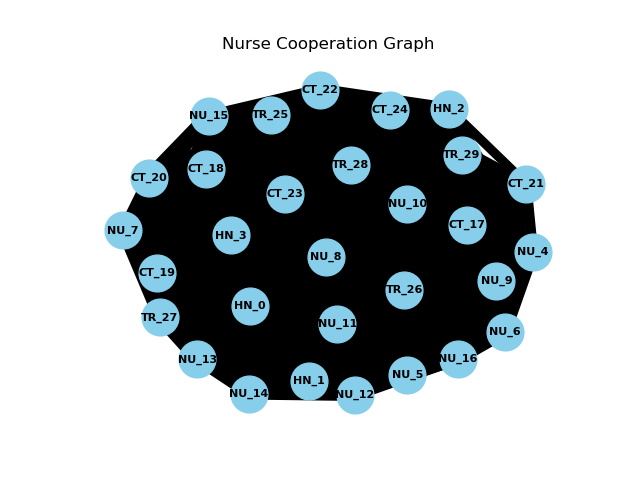 Nurse Cooperation Graph
CT_22
HN_2
CT_24
TR_25
NU_15
TR_29
TR_28
CT_18
CT_20
CT_21
CT_23
NU_10
CT_17
NU_7
HN_3
NU_4
NU_8
CT_19
NU_9
TR_26
HN_0
TR_27
NU_11
NU_6
NU_13
NU_16
NU_5
HN_1
NU_14
NU_12